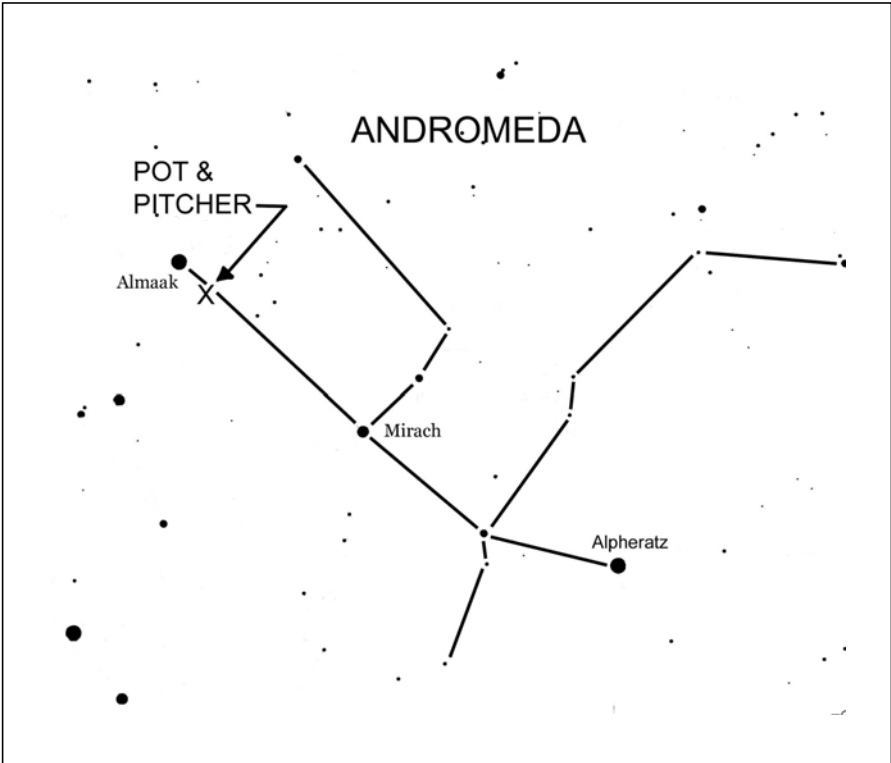 ANDROMEDA
POT &
PITCHER
Almaak
X
Mirach
Alpheratz